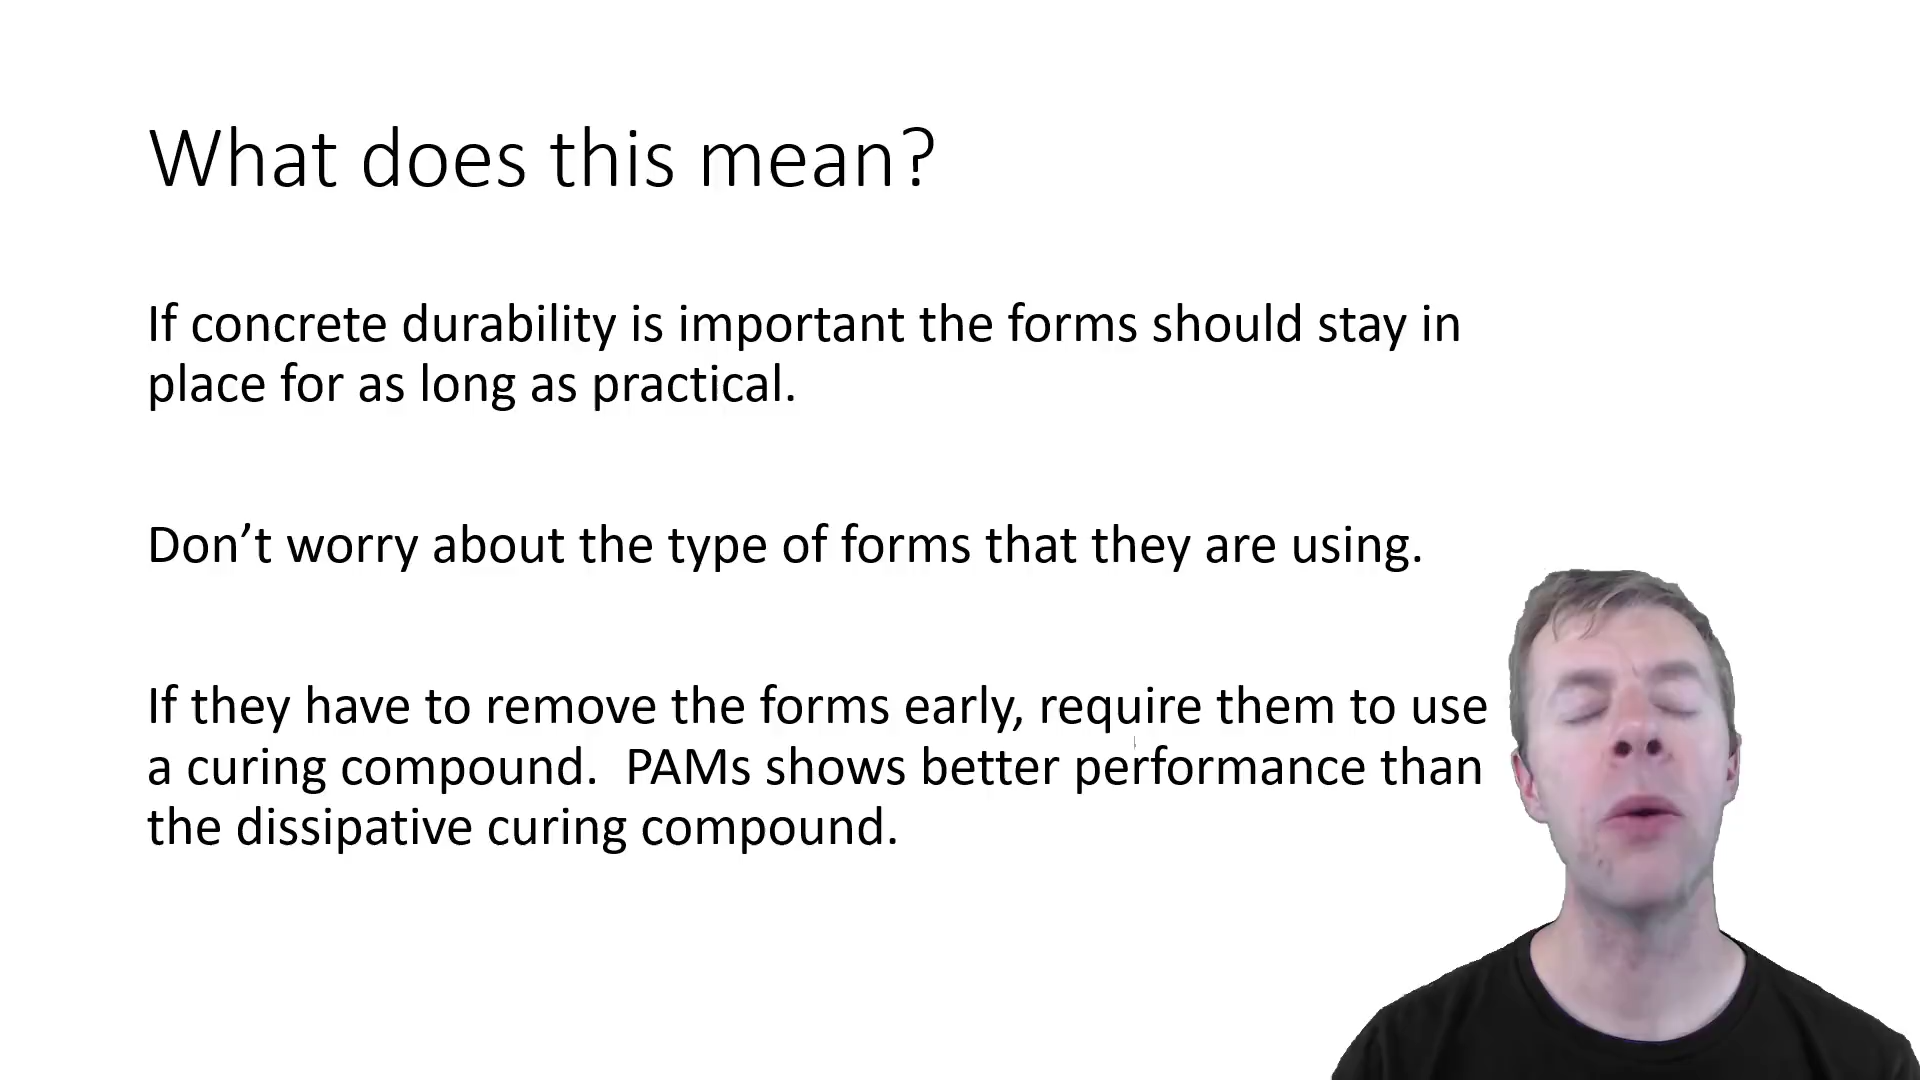 What does this mean?
If concrete durability is important the forms should stay in
place for as long as practical.
Don’t worry about the type of forms that they are using.
If they have to remove the forms early, require them to use
a curing compound.  PAMs shows better performance than
the dissipative curing compound.